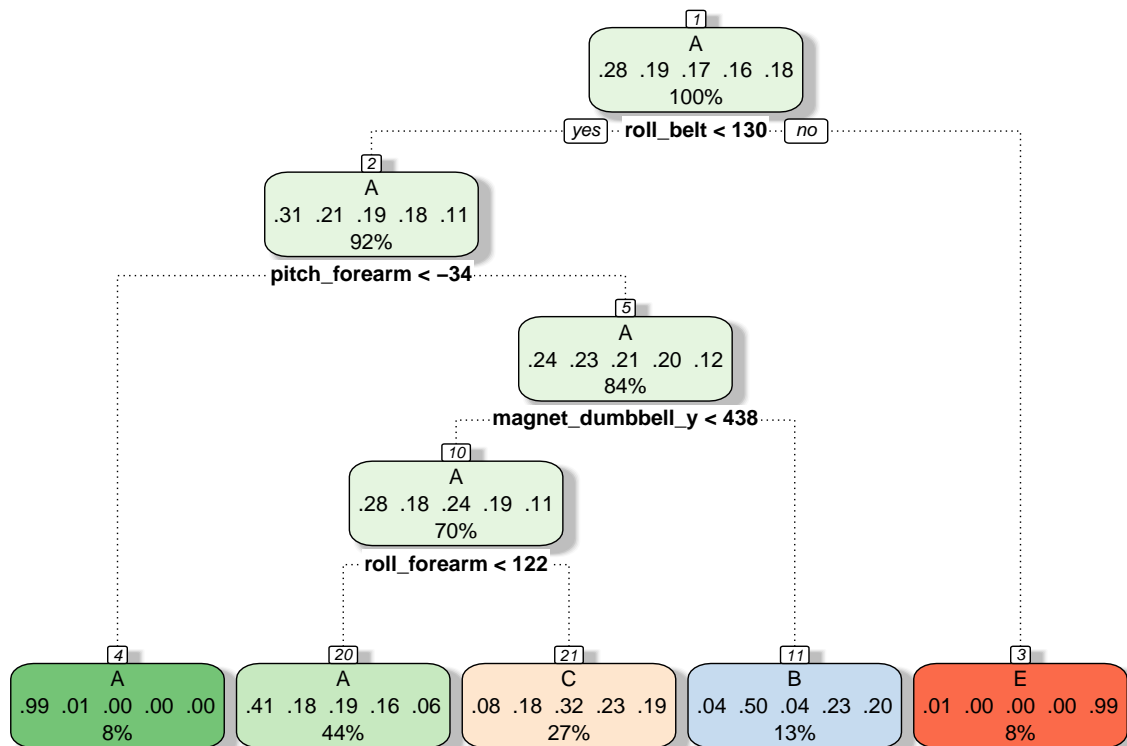 1
A
.28 .19 .17 .16 .18
100%
yes roll_belt < 130 no
2
A
.31 .21 .19 .18 .11
92%
pitch_forearm < −34
5
A
.24 .23 .21 .20 .12
84%
magnet_dumbbell_y < 438
10
A
.28 .18 .24 .19 .11
70%
roll_forearm < 122
4
A
.99 .01 .00 .00 .00
8%
20
A
.41 .18 .19 .16 .06
44%
21
C
.08 .18 .32 .23 .19
27%
11
B
.04 .50 .04 .23 .20
13%
3
E
.01 .00 .00 .00 .99
8%